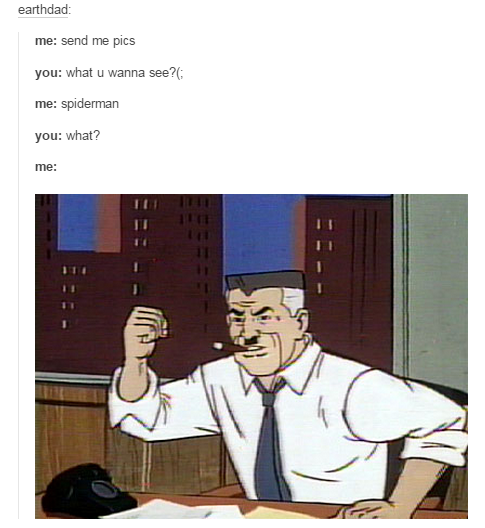 earthdad:
me: send me pics
you: what u wanna see?(;
me: spiderman
you: what?
me: